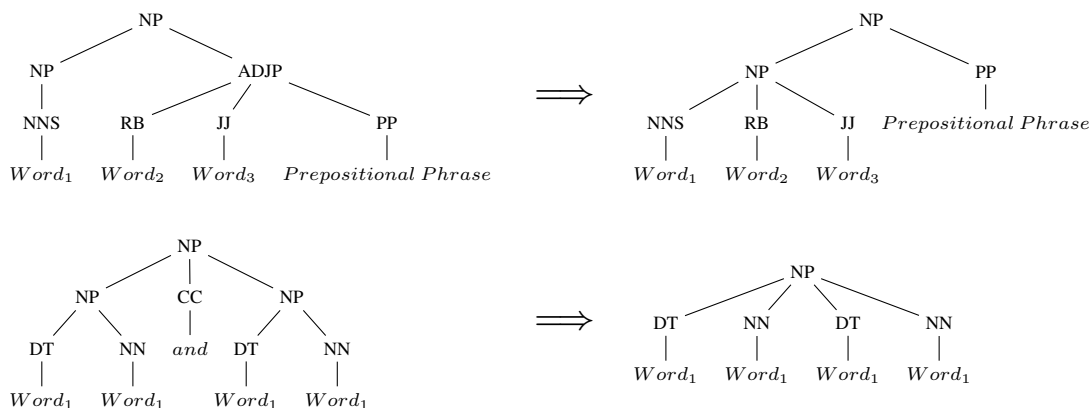 NP NP
NP ADJP NP PP
⟹
NNS RB JJ PP NNS RB JJ Prepositional Phrase
Word₁ Word₂ Word₃ Prepositional Phrase Word₁ Word₂ Word₃
NP
NP
NP CC NP
DT NN DT NN
⟹
DT NN and DT NN
Word₁ Word₁ Word₁ Word₁
Word₁ Word₁ Word₁ Word₁